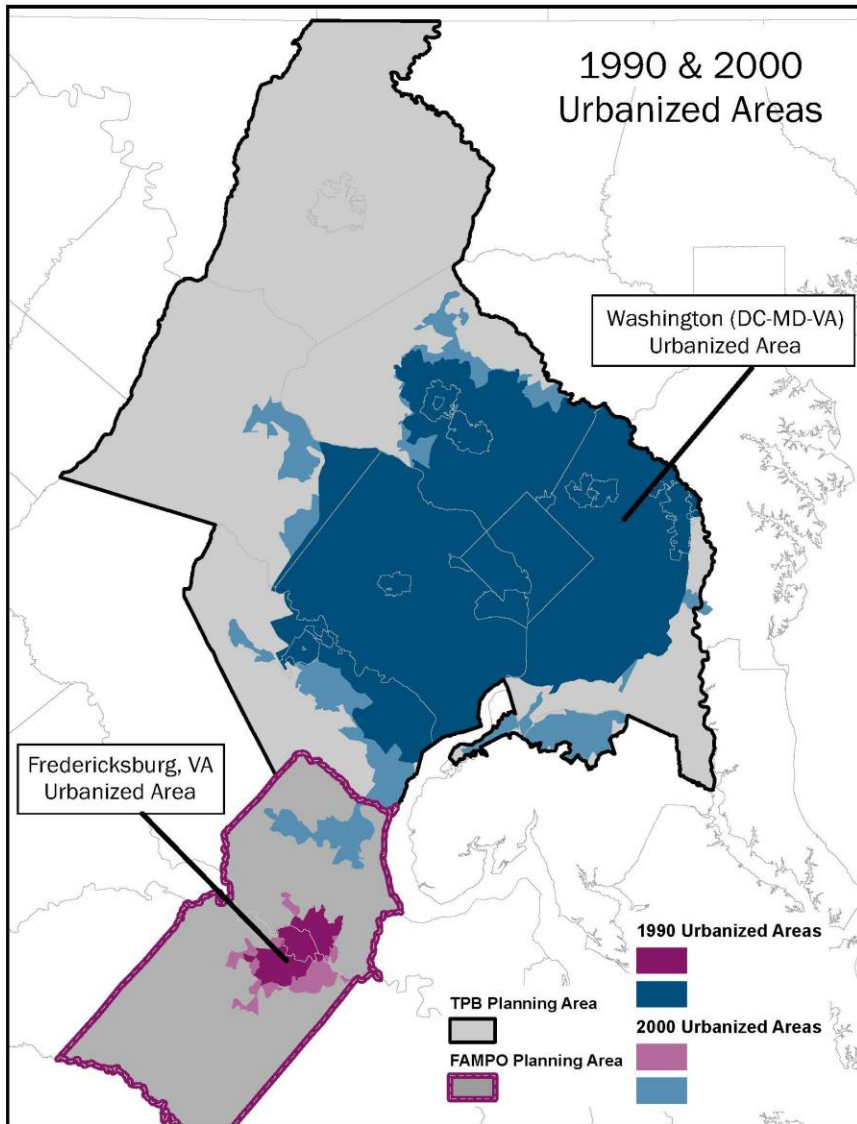 1990 & 2000
Urbanized Areas
Washington (DC-MD-VA)
Urbanized Area
Fredericksburg, VA
Urbanized Area
TPB Planning Area
FAMPO Planning Area
1990 Urbanized Areas
2000 Urbanized Areas